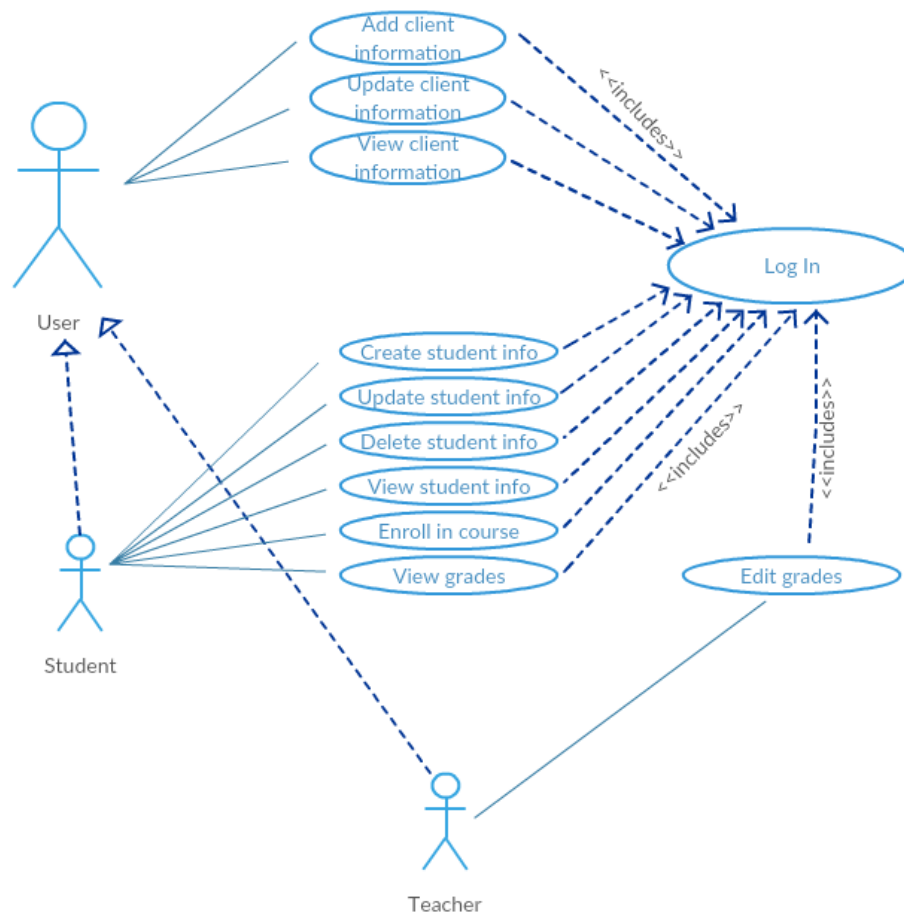 Add client
information
Update client
information
View client
information
<<includes>>
Log In
User
Create student info
Update student info
Delete student info
View student info
Enroll in course
View grades
<<includes>>
<<includes>>
Edit grades
Student
Teacher